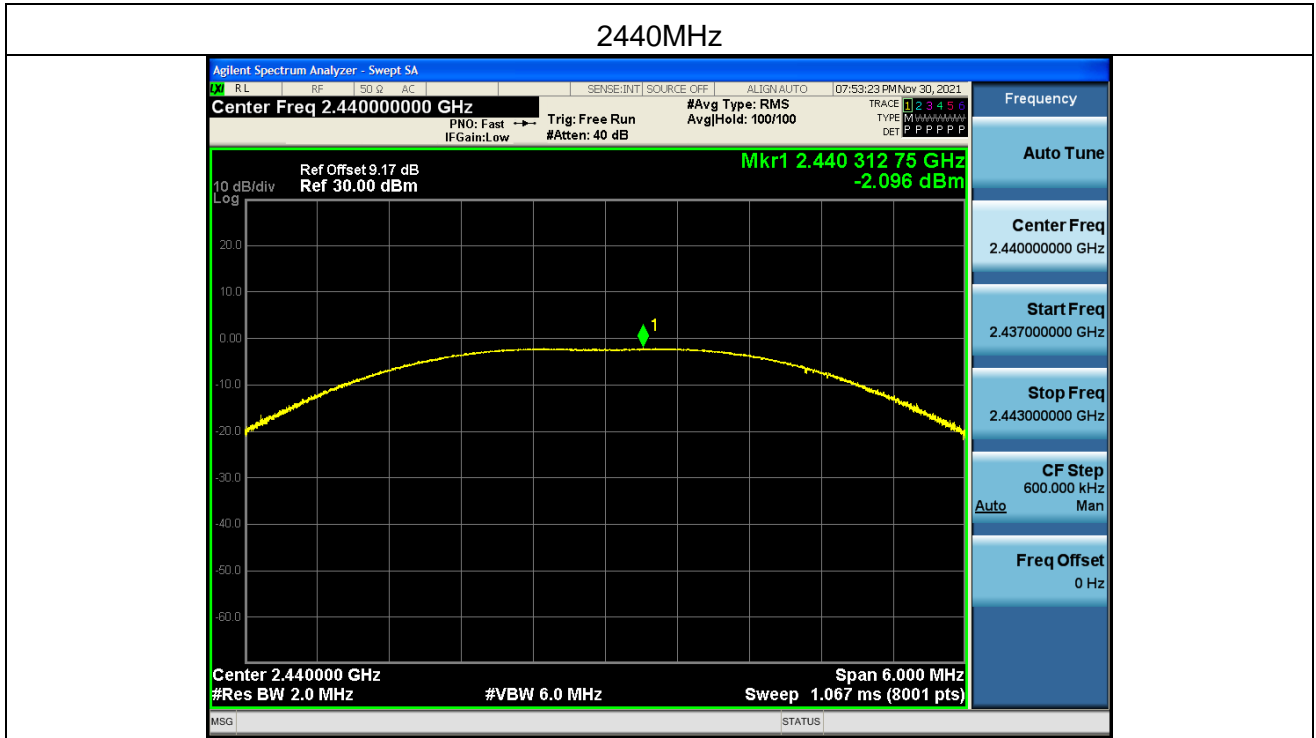 2440MHz
Agilent Spectrum Analyzer - Swept SA
LXI RL RF 50 Ω AC SENSE:INT SOURCE OFF ALIGN AUTO 07:53:23 PM Nov 30, 2021
Center Freq 2.440000000 GHz
PNO: Fast
IFGain:Low
Trig: Free Run
#Atten: 40 dB
#Avg Type: RMS
Avg|Hold: 100/100
TRACE 1 2 3 4 5 6
TYPE M
DET P P P P P P
Mkr1 2.440 312 75 GHz
-2.096 dBm
Ref Offset 9.17 dB
10 dB/div Ref 30.00 dBm
Log
20.0
10.0
0.00
-10.0
-20.0
-30.0
-40.0
-50.0
-60.0
1
Center 2.440000 GHz Span 6.000 MHz
#Res BW 2.0 MHz #VBW 6.0 MHz Sweep 1.067 ms (8001 pts)
MSG STATUS
Frequency
Auto Tune
Center Freq
2.440000000 GHz
Start Freq
2.437000000 GHz
Stop Freq
2.443000000 GHz
CF Step
600.000 kHz
Auto Man
Freq Offset
0 Hz